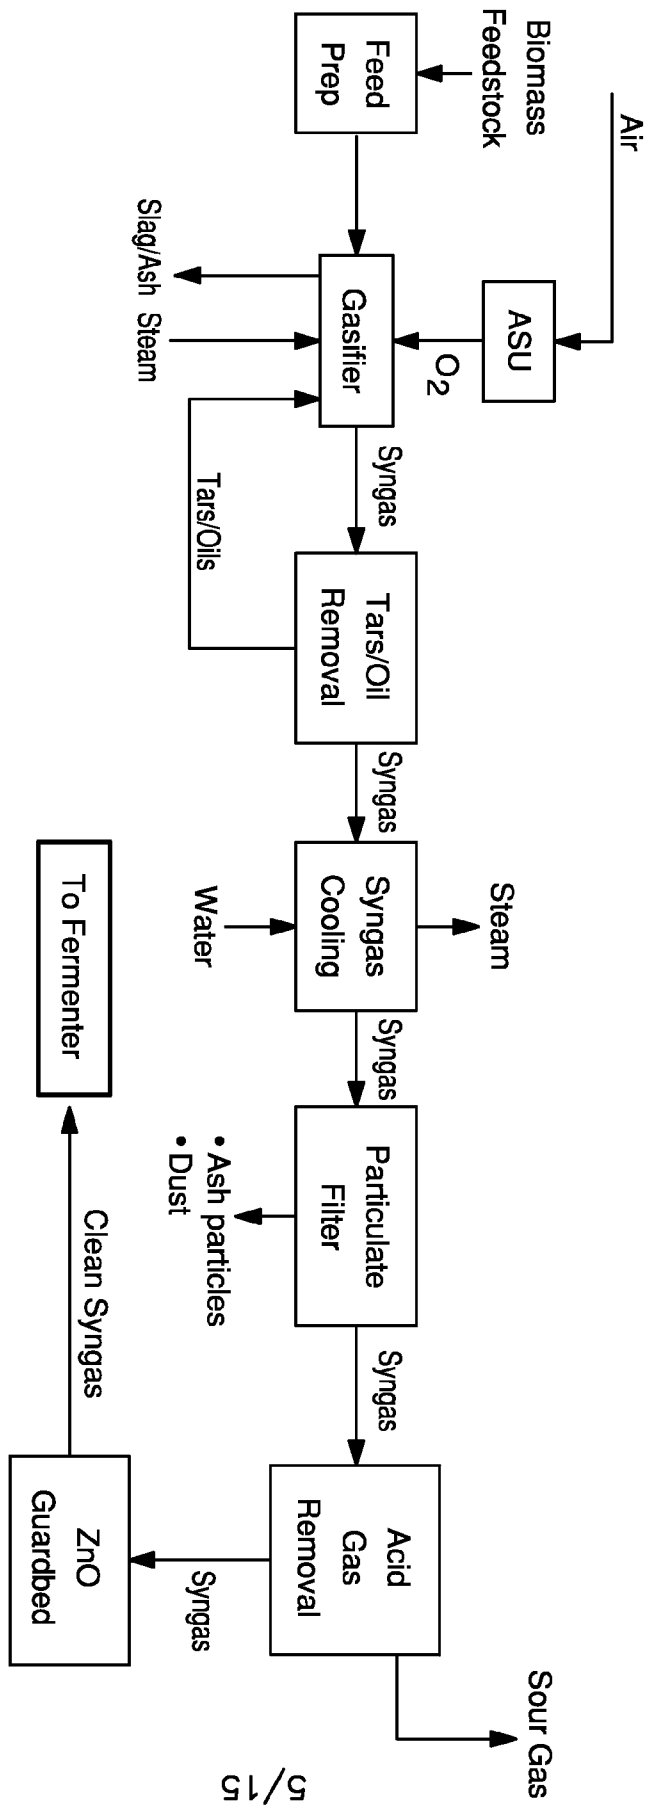 Air
Biomass
Feedstock
ASU
O2
Feed
Prep
Gasifier
Slag/Ash
Steam
Tars/Oils
Syngas
Tars/Oil
Removal
Syngas
Steam
Syngas
Cooling
Water
Syngas
Particulate
Filter
• Ash particles
• Dust
Syngas
Acid
Gas
Removal
Sour Gas
Syngas
ZnO
Guardbed
Clean Syngas
To Fermenter
5/15